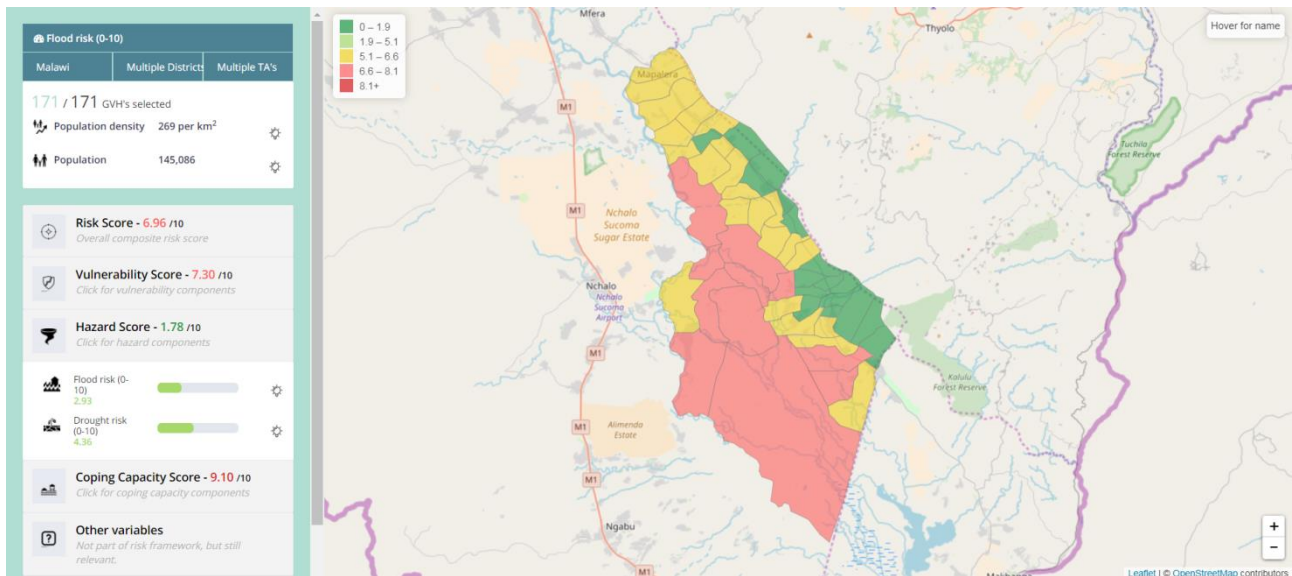 Flood risk (0-10)
Malawi
Multiple Districts
Multiple TA's
171 / 171 GVH's selected
Population density 269 per km2
Population 145,086
Risk Score - 6.96 /10
Overall composite risk score
Vulnerability Score - 7.30 /10
Click for vulnerability components
Hazard Score - 1.78 /10
Click for hazard components
Flood risk (0-
10)
2.93
Drought risk
(0-10)
4.36
Coping Capacity Score - 9.10 /10
Click for coping capacity components
Other variables
Not part of risk framework, but still
relevant.
0 – 1.9
1.9 – 5.1
5.1 – 6.6
6.6 – 8.1
8.1+
Hover for name
Mfera
Thyolo
Mapalera
M1
Tuchila
Forest Reserve
M1
Nchalo
Sucoma
Sugar Estate
Nchalo
Nchalo
Sucoma
Airport
M1
Kalulu
Forest Reserve
Alimenda
Estate
M1
M1
Ngabu
M1
+
−
Leaflet | © OpenStreetMap contributors